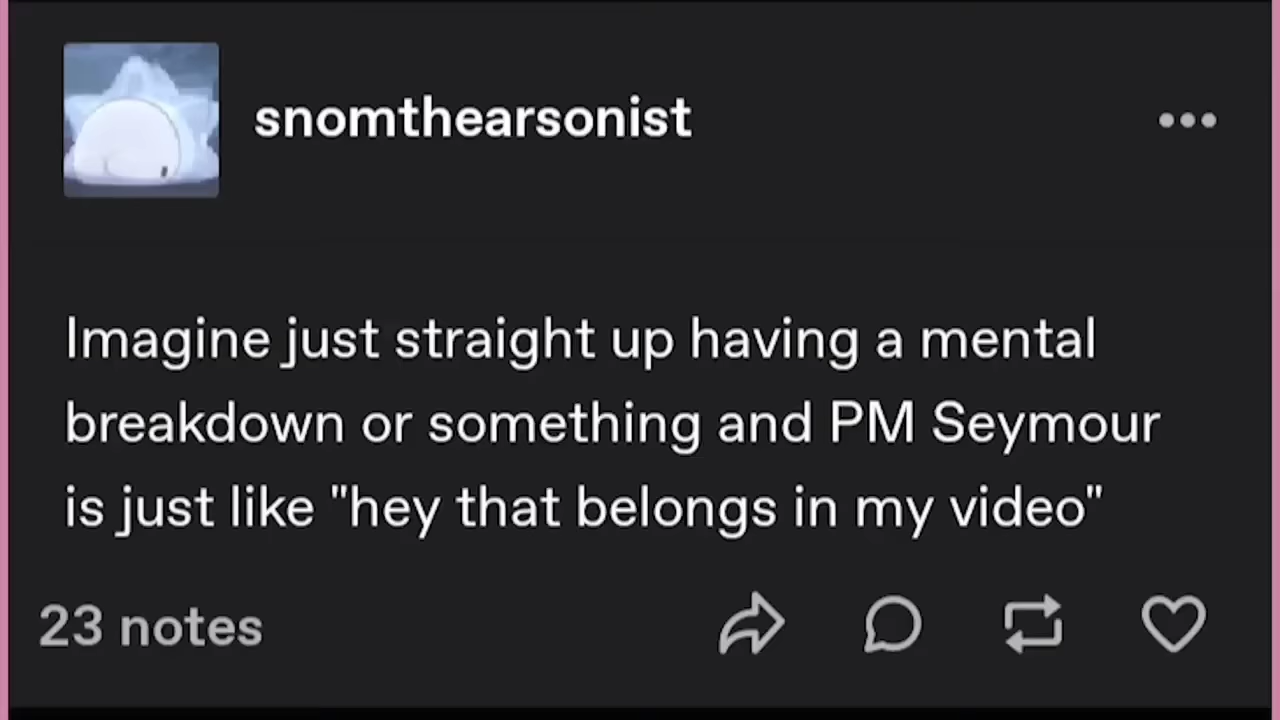 snomthearsonist
Imagine just straight up having a mental
breakdown or something and PM Seymour
is just like "hey that belongs in my video"
23 notes